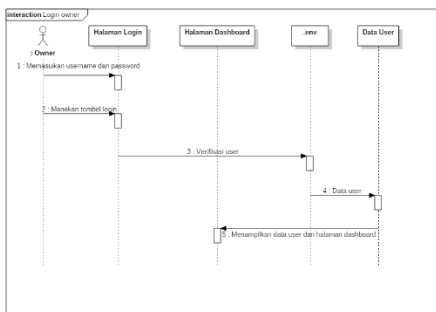 interaction Login owner
Halaman Login
Halaman Dashboard
.env
Data User
: Owner
1 : Memasukan username dan password
2 : Menekan tombol login
3 : Verifikasi user
4 : Data user
5 : Menampilkan data user dan halaman dashboard